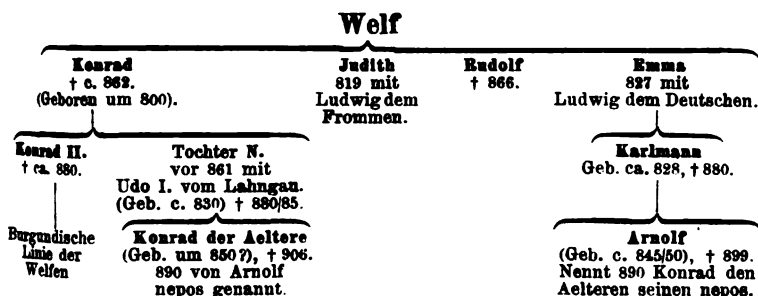 Welf
Konrad
† c. 862.
(Geboren um 800).
Judith
819 mit
Ludwig dem
Frommen.
Rudolf
† 866.
Emma
827 mit
Ludwig dem Deutschen.
Konrad II.
† ca. 880.
Tochter N.
vor 861 mit
Udo I. vom Lahngau.
(Geb. c. 830) † 880/85.
Karlmann
Geb. ca. 828, † 880.
Burgundische
Linie der
Welfen
Konrad der Aeltere
(Geb. um 850?), † 906.
890 von Arnolf
nepos genannt.
Arnolf
(Geb. c. 845/50), † 899.
Nennt 890 Konrad den
Aelteren seinen nepos.